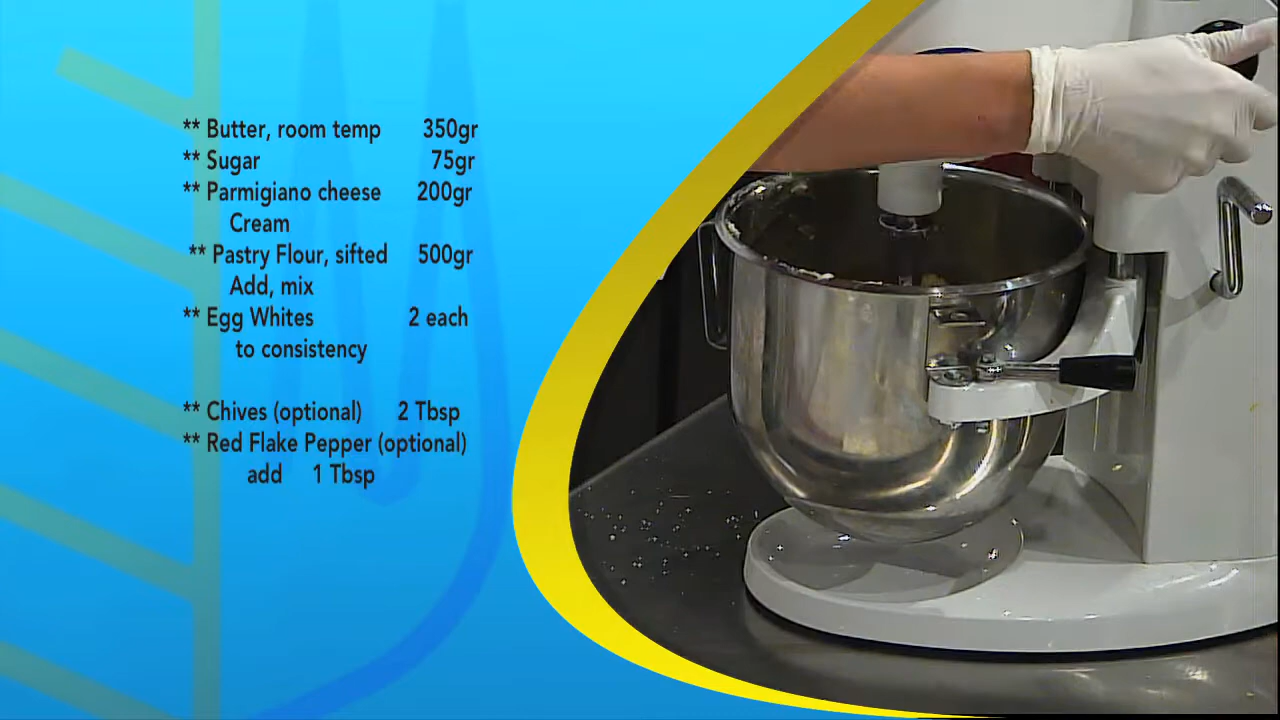 ** Butter, room temp 350gr
** Sugar 75gr
** Parmigiano cheese 200gr
Cream
** Pastry Flour, sifted 500gr
Add, mix
** Egg Whites 2 each
to consistency
** Chives (optional) 2 Tbsp
** Red Flake Pepper (optional)
add 1 Tbsp